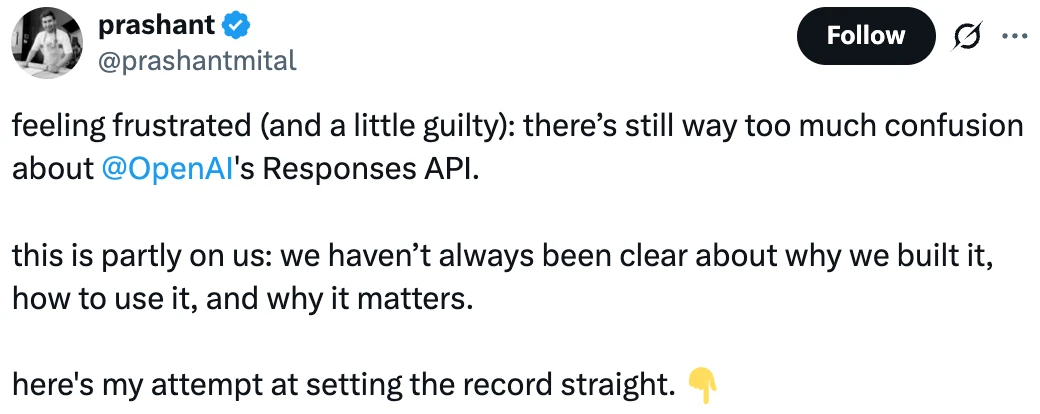 prashant
@prashantmital
Follow
feeling frustrated (and a little guilty): there’s still way too much confusion
about @OpenAI's Responses API.
this is partly on us: we haven’t always been clear about why we built it,
how to use it, and why it matters.
here's my attempt at setting the record straight. 👇